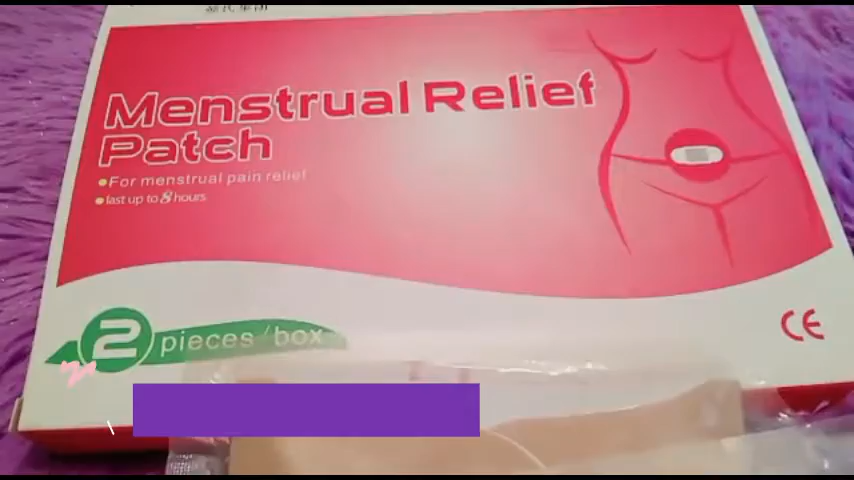 Menstrual Relief
Patch
For menstrual pain relief
last up to 8 hours
2 pieces/box
CE